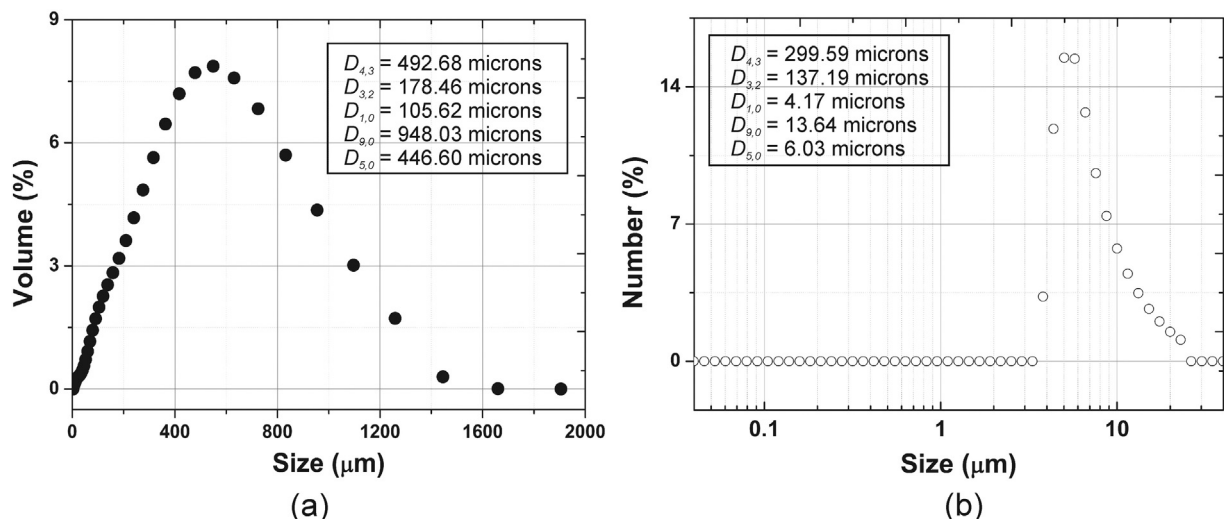 9
6
3
0
Volume (%)
D4,3 = 492.68 microns
D3,2 = 178.46 microns
D1,0 = 105.62 microns
D9,0 = 948.03 microns
D5,0 = 446.60 microns
0 400 800 1200 1600 2000
Size (μm)
(a)
14
7
0
Number (%)
D4,3 = 299.59 microns
D3,2 = 137.19 microns
D1,0 = 4.17 microns
D9,0 = 13.64 microns
D5,0 = 6.03 microns
0.1 1 10
Size (μm)
(b)